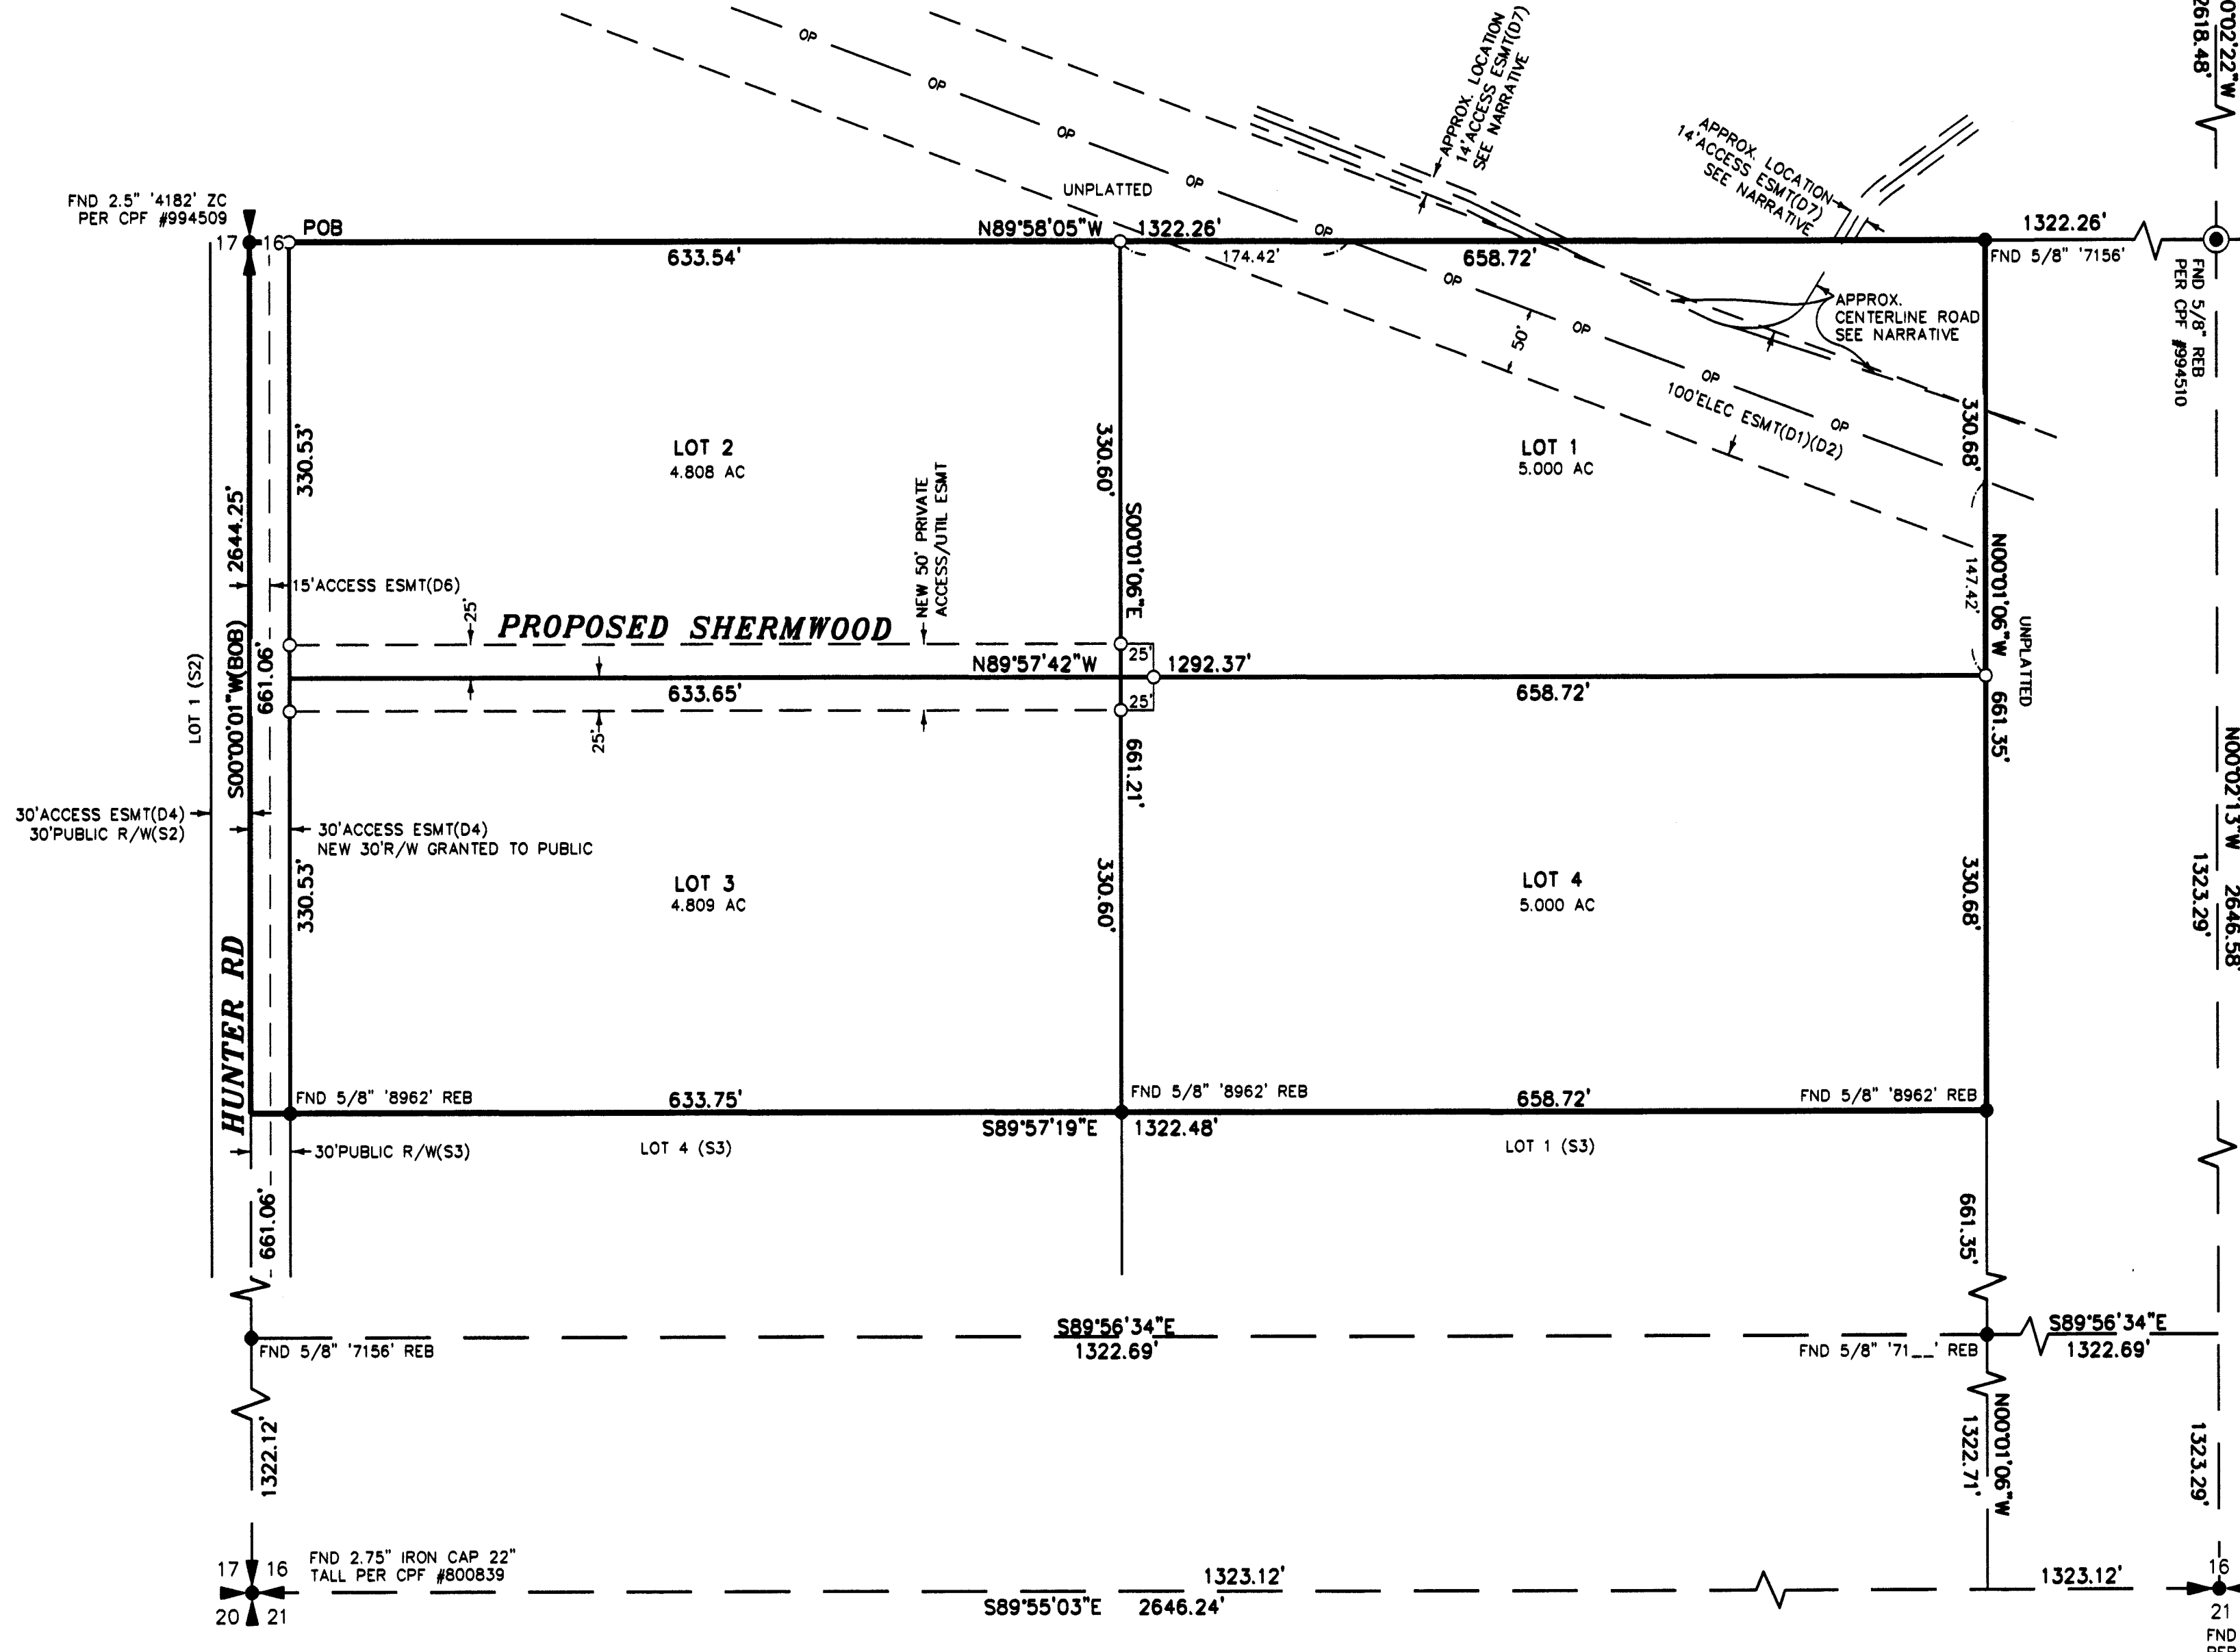 OP
OP
OP
OP
OP
OP
OP
OP
OP
APPROX. LOCATION
14'ACCESS ESMT(D7)
SEE NARRATIVE
APPROX. LOCATION
14'ACCESS ESMT(D7)
SEE NARRATIVE
0°02'22"W
2618.48'
FND 2.5" '4182' ZC
PER CPF #994509
17
16
POB
UNPLATTED
N89°58'05"W
1322.26'
633.54'
174.42'
658.72'
1322.26'
FND 5/8" '7156'
FND 5/8" REB
PER CPF #994510
APPROX.
CENTERLINE ROAD
SEE NARRATIVE
50'
100'ELEC ESMT(D1)(D2)
330.53'
LOT 2
4.808 AC
330.60'
LOT 1
5.000 AC
330.68'
2644.25'
S00°00'01"W(BOB)
LOT 1 (S2)
15'ACCESS ESMT(D6)
25'
NEW 50' PRIVATE
ACCESS/UTIL ESMT
S00°01'06"E
147.42'
N00°01'06"W
UNPLATTED
PROPOSED SHERMWOOD
661.06'
25'
N89°57'42"W
1292.37'
633.65'
658.72'
25'
25'
661.21'
661.35'
N00°02'13"W 2646.58'
1323.29'
30'ACCESS ESMT(D4)
30'PUBLIC R/W(S2)
30'ACCESS ESMT(D4)
NEW 30'R/W GRANTED TO PUBLIC
330.53'
LOT 3
4.809 AC
330.60'
LOT 4
5.000 AC
330.68'
HUNTER RD
FND 5/8" '8962' REB
633.75'
FND 5/8" '8962' REB
658.72'
FND 5/8" '8962' REB
S89°57'19"E
1322.48'
30'PUBLIC R/W(S3)
LOT 4 (S3)
LOT 1 (S3)
661.06'
661.35'
S89°56'34"E
1322.69'
FND 5/8" '7156' REB
FND 5/8" '71__' REB
S89°56'34"E
1322.69'
1322.12'
N00°01'06"W
1322.71'
1323.29'
17
16
20
21
FND 2.75" IRON CAP 22"
TALL PER CPF #800839
1323.12'
S89°55'03"E 2646.24'
1323.12'
16
21
FND